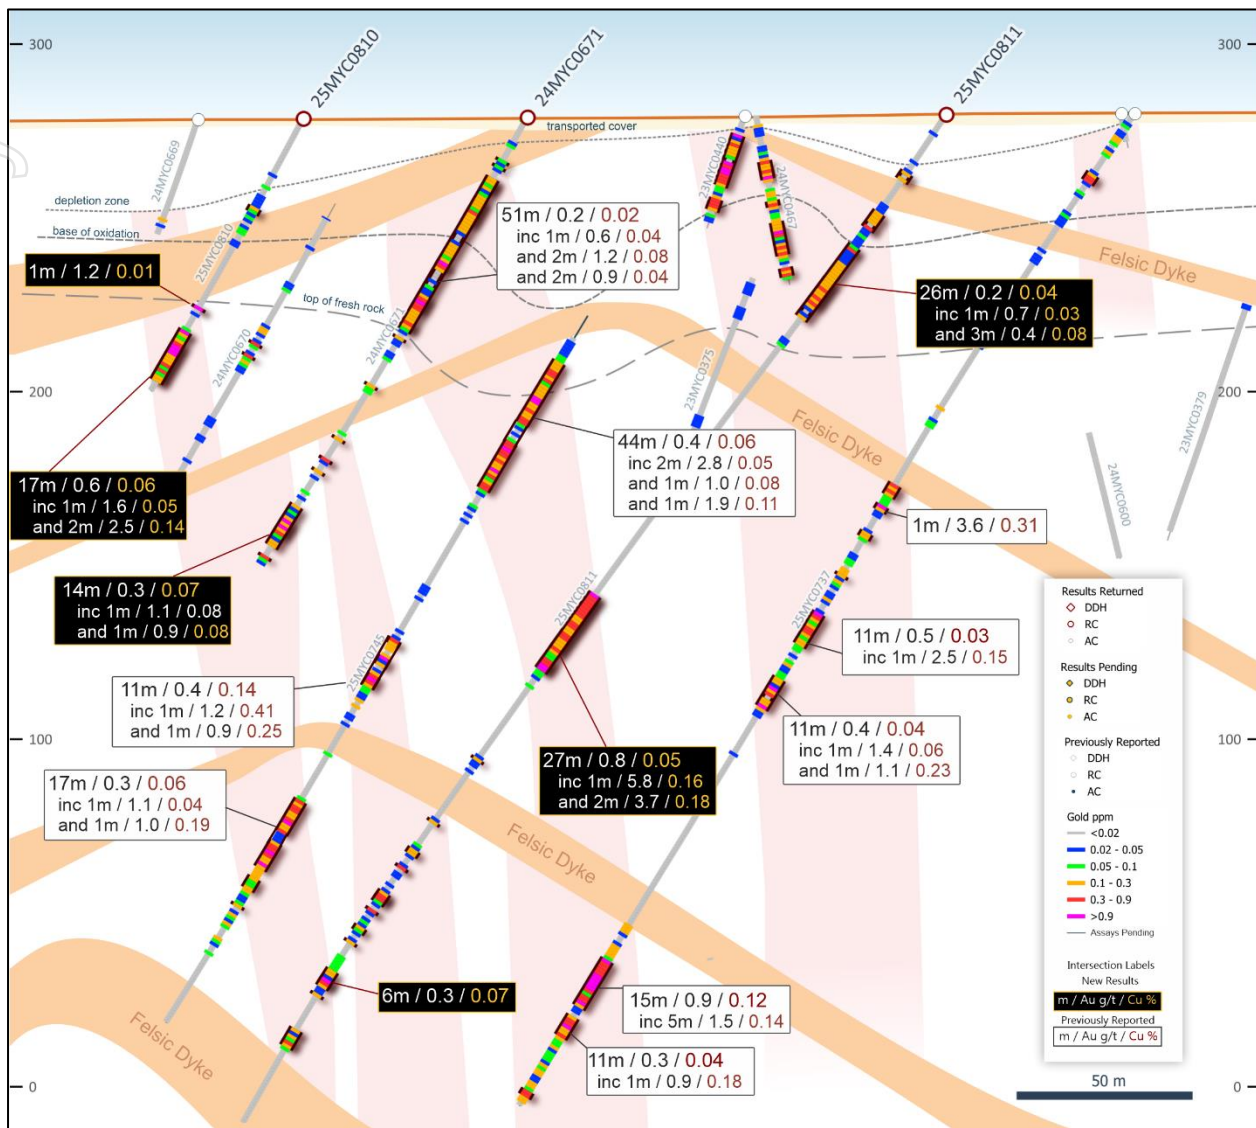 300
300
25MYC0810
24MYC0671
25MYC0811
transported cover
24MYC0669
23MYC0440
24MYC0467
depletion zone
base of oxidation
25MYC0810
51m / 0.2 / 0.02
inc 1m / 0.6 / 0.04
and 2m / 1.2 / 0.08
and 2m / 0.9 / 0.04
Felsic Dyke
1m / 1.2 / 0.01
top of fresh rock
24MYC0671
24MYC0670
26m / 0.2 / 0.04
inc 1m / 0.7 / 0.03
and 3m / 0.4 / 0.08
23MYC0375
200
200
23MYC0379
Felsic Dyke
44m / 0.4 / 0.06
inc 2m / 2.8 / 0.05
and 1m / 1.0 / 0.08
and 1m / 1.9 / 0.11
17m / 0.6 / 0.06
inc 1m / 1.6 / 0.05
and 2m / 2.5 / 0.14
24MYC0600
1m / 3.6 / 0.31
14m / 0.3 / 0.07
inc 1m / 1.1 / 0.08
and 1m / 0.9 / 0.08
25MYC0811
25MYC0737
25MYC0745
11m / 0.5 / 0.03
inc 1m / 2.5 / 0.15
11m / 0.4 / 0.14
inc 1m / 1.2 / 0.41
and 1m / 0.9 / 0.25
11m / 0.4 / 0.04
inc 1m / 1.4 / 0.06
and 1m / 1.1 / 0.23
100
100
27m / 0.8 / 0.05
inc 1m / 5.8 / 0.16
and 2m / 3.7 / 0.18
17m / 0.3 / 0.06
inc 1m / 1.1 / 0.04
and 1m / 1.0 / 0.19
Felsic Dyke
6m / 0.3 / 0.07
15m / 0.9 / 0.12
inc 5m / 1.5 / 0.14
Felsic Dyke
11m / 0.3 / 0.04
inc 1m / 0.9 / 0.18
0
0
Results Returned
DDH
RC
AC
Results Pending
DDH
RC
AC
Previously Reported
DDH
RC
AC
Gold ppm
<0.02
0.02 - 0.05
0.05 - 0.1
0.1 - 0.3
0.3 - 0.9
>0.9
Assays Pending
Intersection Labels
New Results
m / Au g/t / Cu %
Previously Reported
m / Au g/t / Cu %
50 m